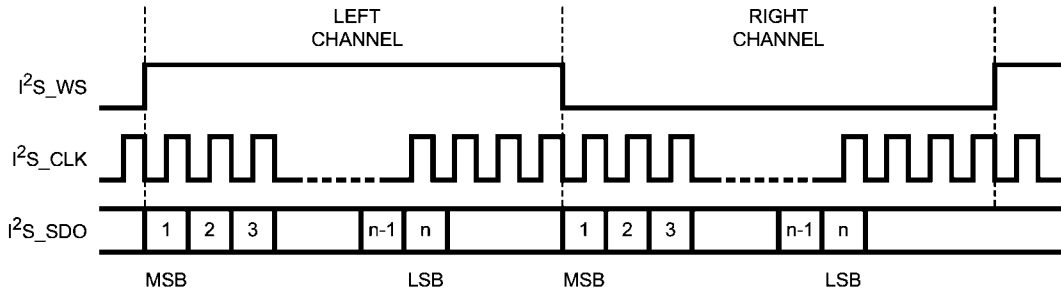 LEFT CHANNEL
RIGHT CHANNEL
I²S_WS
I²S_CLK
I²S_SDO
1 2 3 n-1 n 1 2 3 n-1 n
MSB LSB MSB LSB